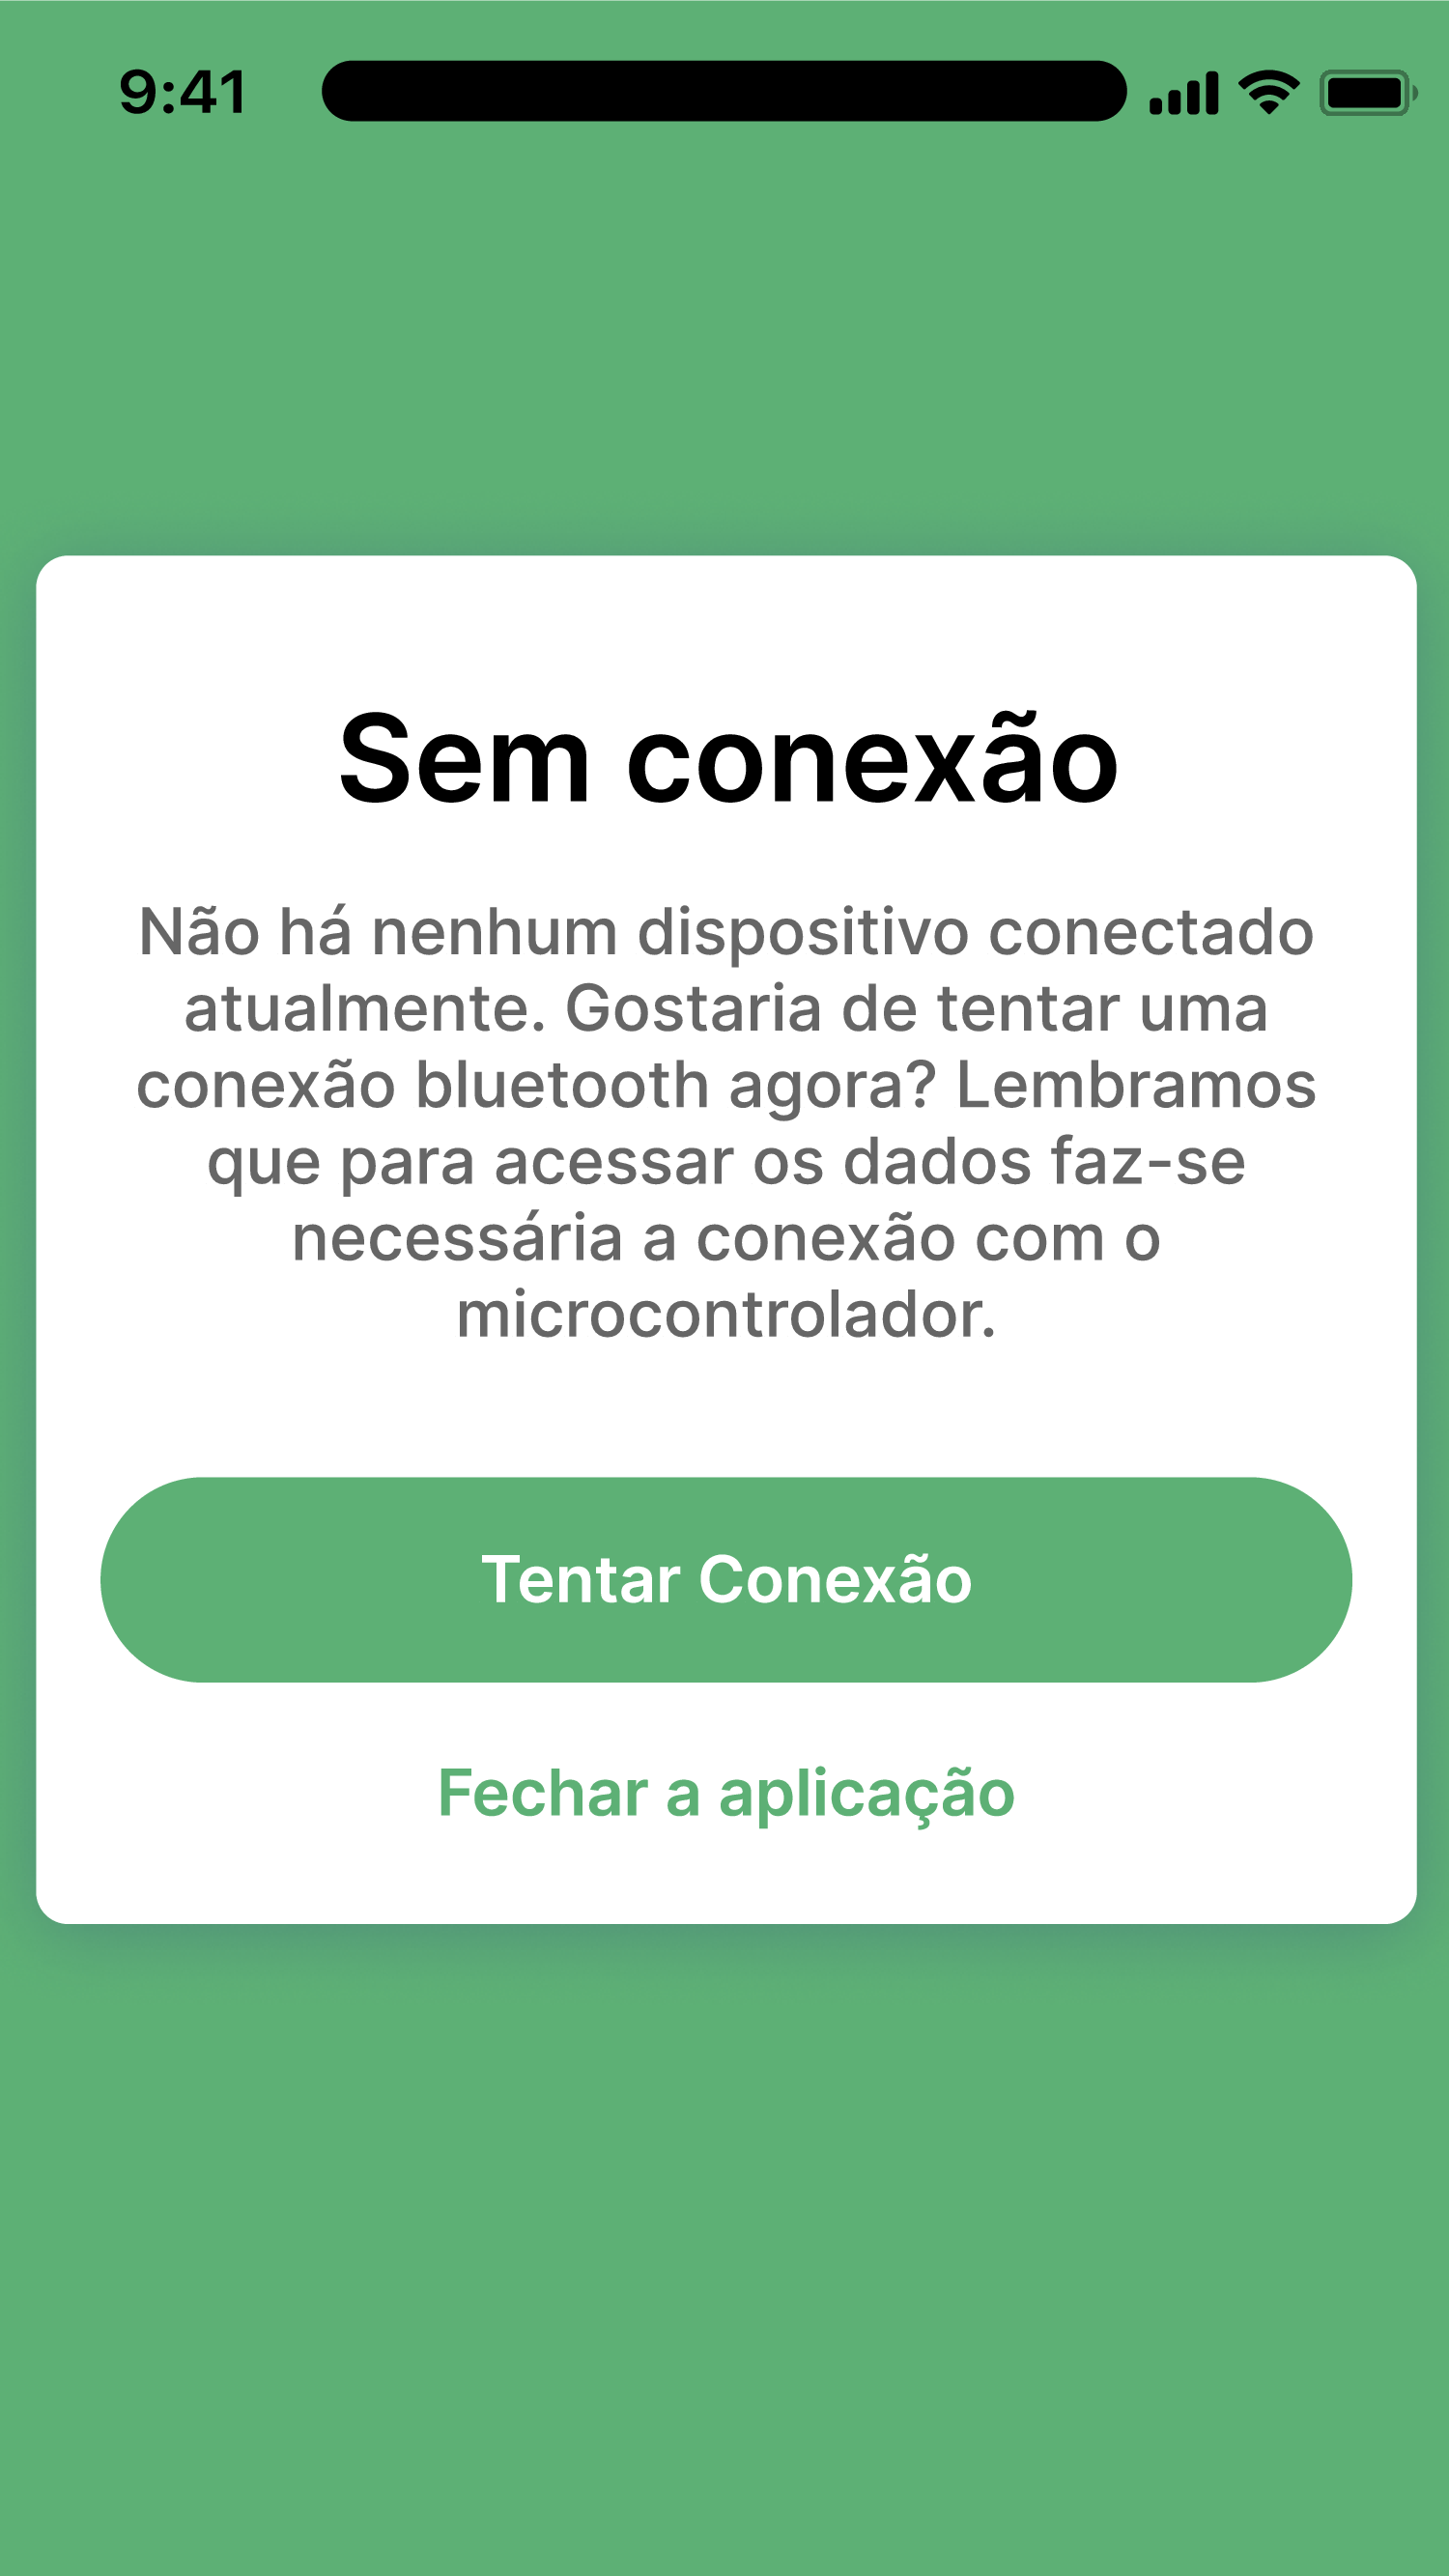 9:41
Sem conexão
Não há nenhum dispositivo conectado
atualmente. Gostaria de tentar uma
conexão bluetooth agora? Lembramos
que para acessar os dados faz-se
necessária a conexão com o
microcontrolador.
Tentar Conexão
Fechar a aplicação